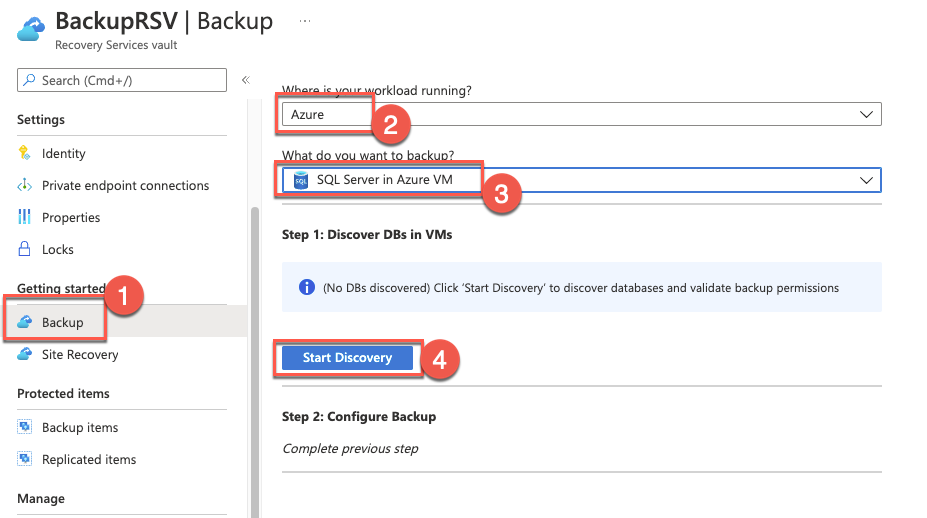 BackupRSV | Backup ...
Recovery Services vault
Search (Cmd+/)
«
Settings
Identity
Private endpoint connections
Properties
Locks
Getting started
1
Backup
Site Recovery
Protected items
Backup items
Replicated items
Manage
Where is your workload running?
Azure
2
What do you want to backup?
SQL SQL Server in Azure VM
3
Step 1: Discover DBs in VMs
(No DBs discovered) Click 'Start Discovery' to discover databases and validate backup permissions
Start Discovery
4
Step 2: Configure Backup
Complete previous step